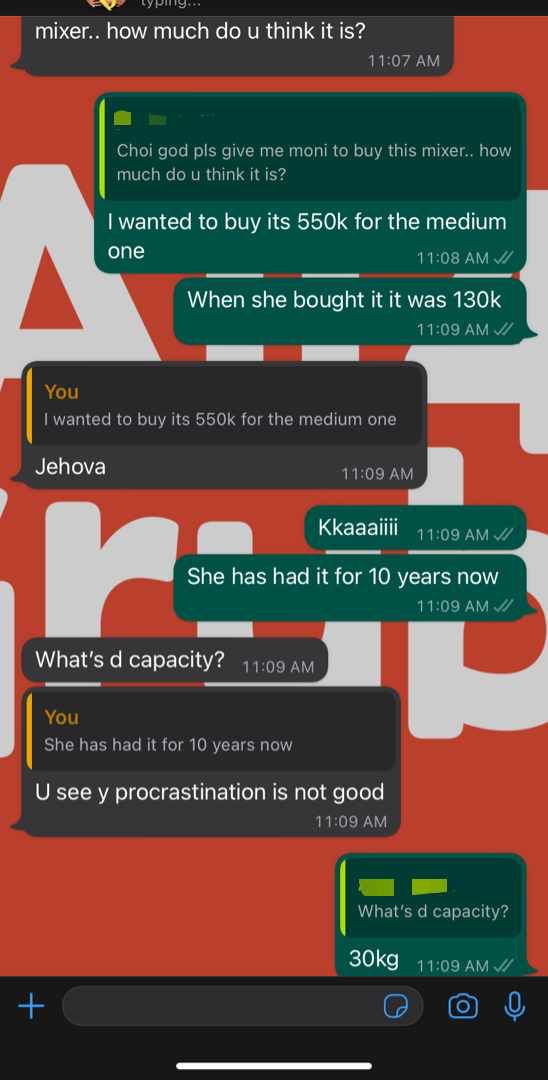 typing...
mixer.. how much do u think it is?
11:07 AM
Choi god pls give me moni to buy this mixer.. how
much do u think it is?
I wanted to buy its 550k for the medium
one
11:08 AM
When she bought it it was 130k
11:09 AM
You
I wanted to buy its 550k for the medium one
Jehova
11:09 AM
Kkaaaiiii 11:09 AM
She has had it for 10 years now
11:09 AM
What's d capacity? 11:09 AM
You
She has had it for 10 years now
U see y procrastination is not good
11:09 AM
What's d capacity?
30kg 11:09 AM